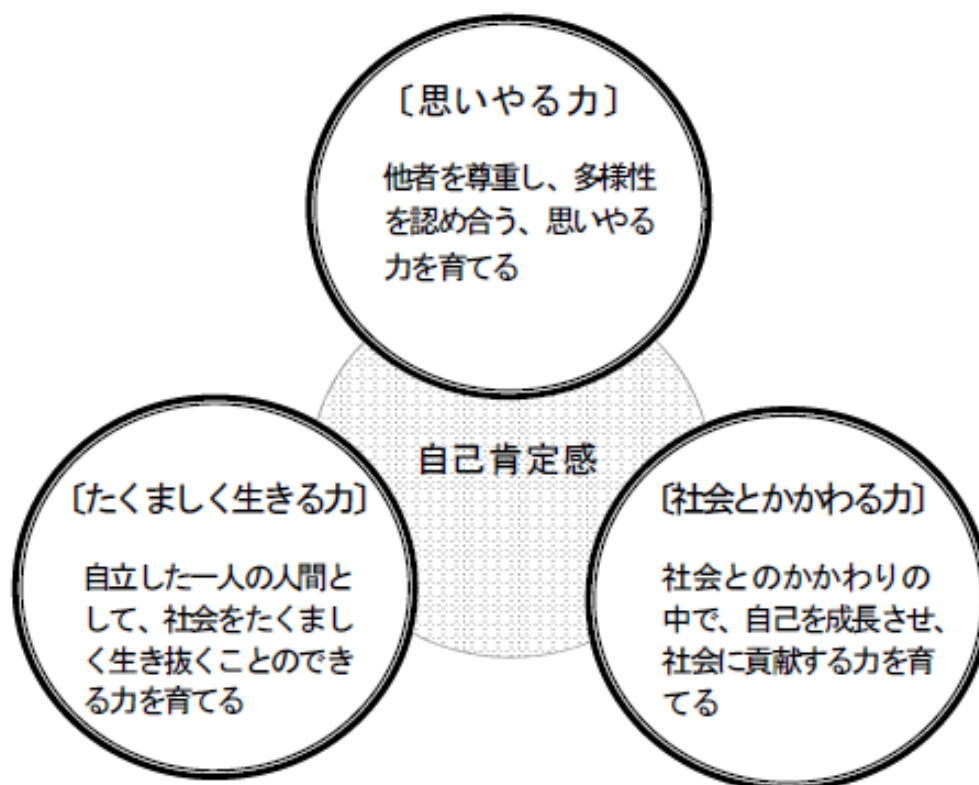 〔思いやる力〕
他者を尊重し、多様性
を認め合う、思いやる
力を育てる
自己肯定感
〔たくましく生きる力〕
自立した一人の人間と
して、社会をたくまし
く生き抜くことのでき
る力を育てる
〔社会とかかわる力〕
社会とのかかわりの
中で、自己を成長させ、
社会に貢献する力を育
てる